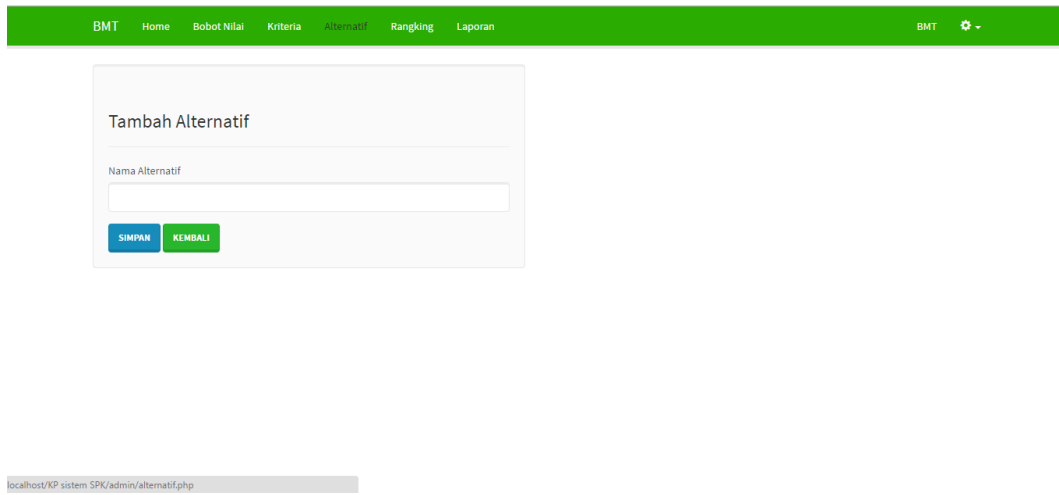 BMT Home Bobot Nilai Kriteria Alternatif Rangking Laporan BMT
Tambah Alternatif
Nama Alternatif
SIMPAN KEMBALI
localhost/KP sistem SPK/admin/alternatif.php